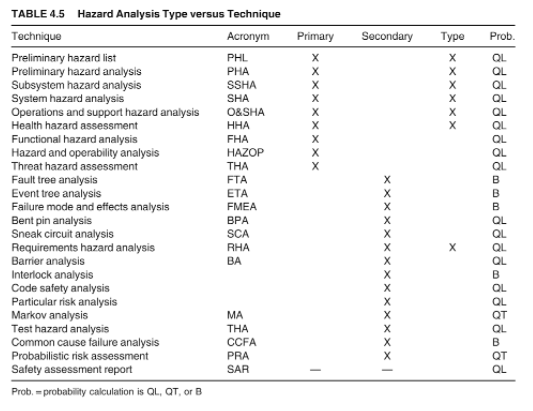 TABLE 4.5 Hazard Analysis Type versus Technique
Technique Acronym Primary Secondary Type Prob.
Preliminary hazard list PHL X X QL
Preliminary hazard analysis PHA X X QL
Subsystem hazard analysis SSHA X X QL
System hazard analysis SHA X X QL
Operations and support hazard analysis O&SHA X X QL
Health hazard assessment HHA X X QL
Functional hazard analysis FHA X QL
Hazard and operability analysis HAZOP X QL
Threat hazard assessment THA X QL
Fault tree analysis FTA X B
Event tree analysis ETA X B
Failure mode and effects analysis FMEA X B
Bent pin analysis BPA X QL
Sneak circuit analysis SCA X QL
Requirements hazard analysis RHA X X QL
Barrier analysis BA X QL
Interlock analysis X B
Code safety analysis X QL
Particular risk analysis X QL
Markov analysis MA X QT
Test hazard analysis THA X QL
Common cause failure analysis CCFA X B
Probabilistic risk assessment PRA X QT
Safety assessment report SAR — — QL
Prob. = probability calculation is QL, QT, or B